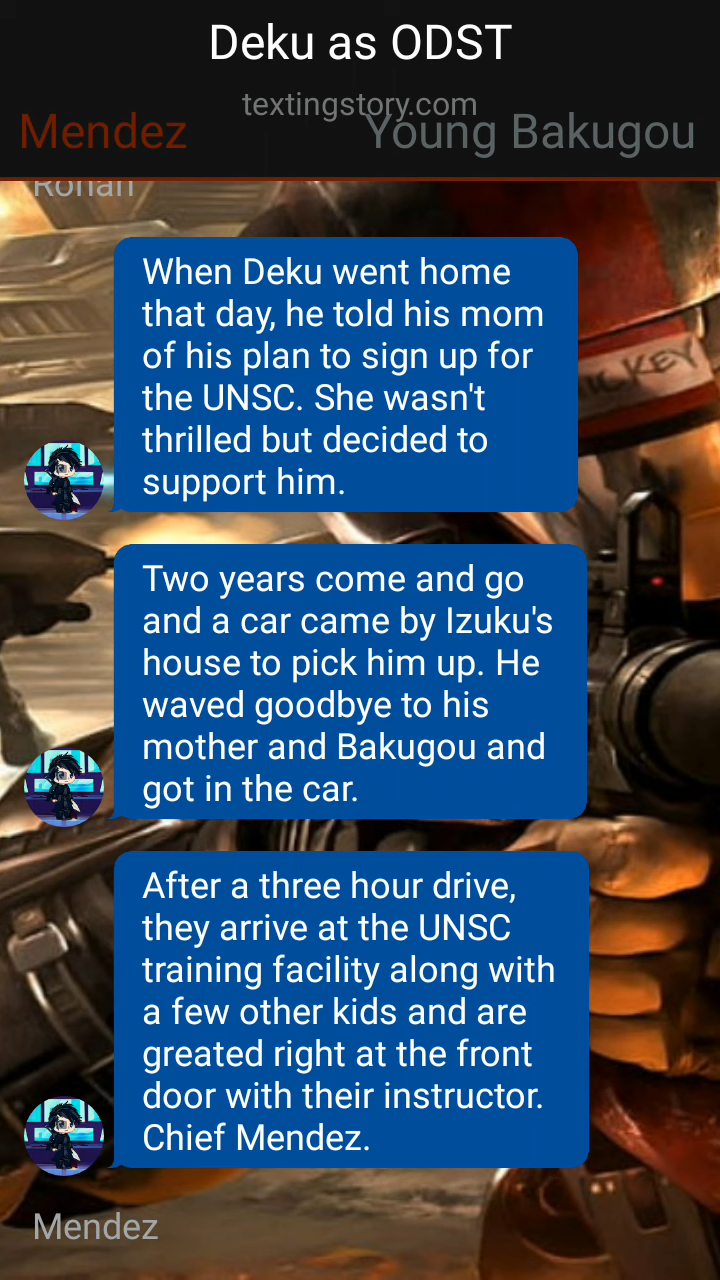 Deku as ODST
textingstory.com
Mendez
Young Bakugou
Ronan
When Deku went home
that day, he told his mom
of his plan to sign up for
the UNSC. She wasn't
thrilled but decided to
support him.
Two years come and go
and a car came by Izuku's
house to pick him up. He
waved goodbye to his
mother and Bakugou and
got in the car.
After a three hour drive,
they arrive at the UNSC
training facility along with
a few other kids and are
greated right at the front
door with their instructor.
Chief Mendez.
Mendez